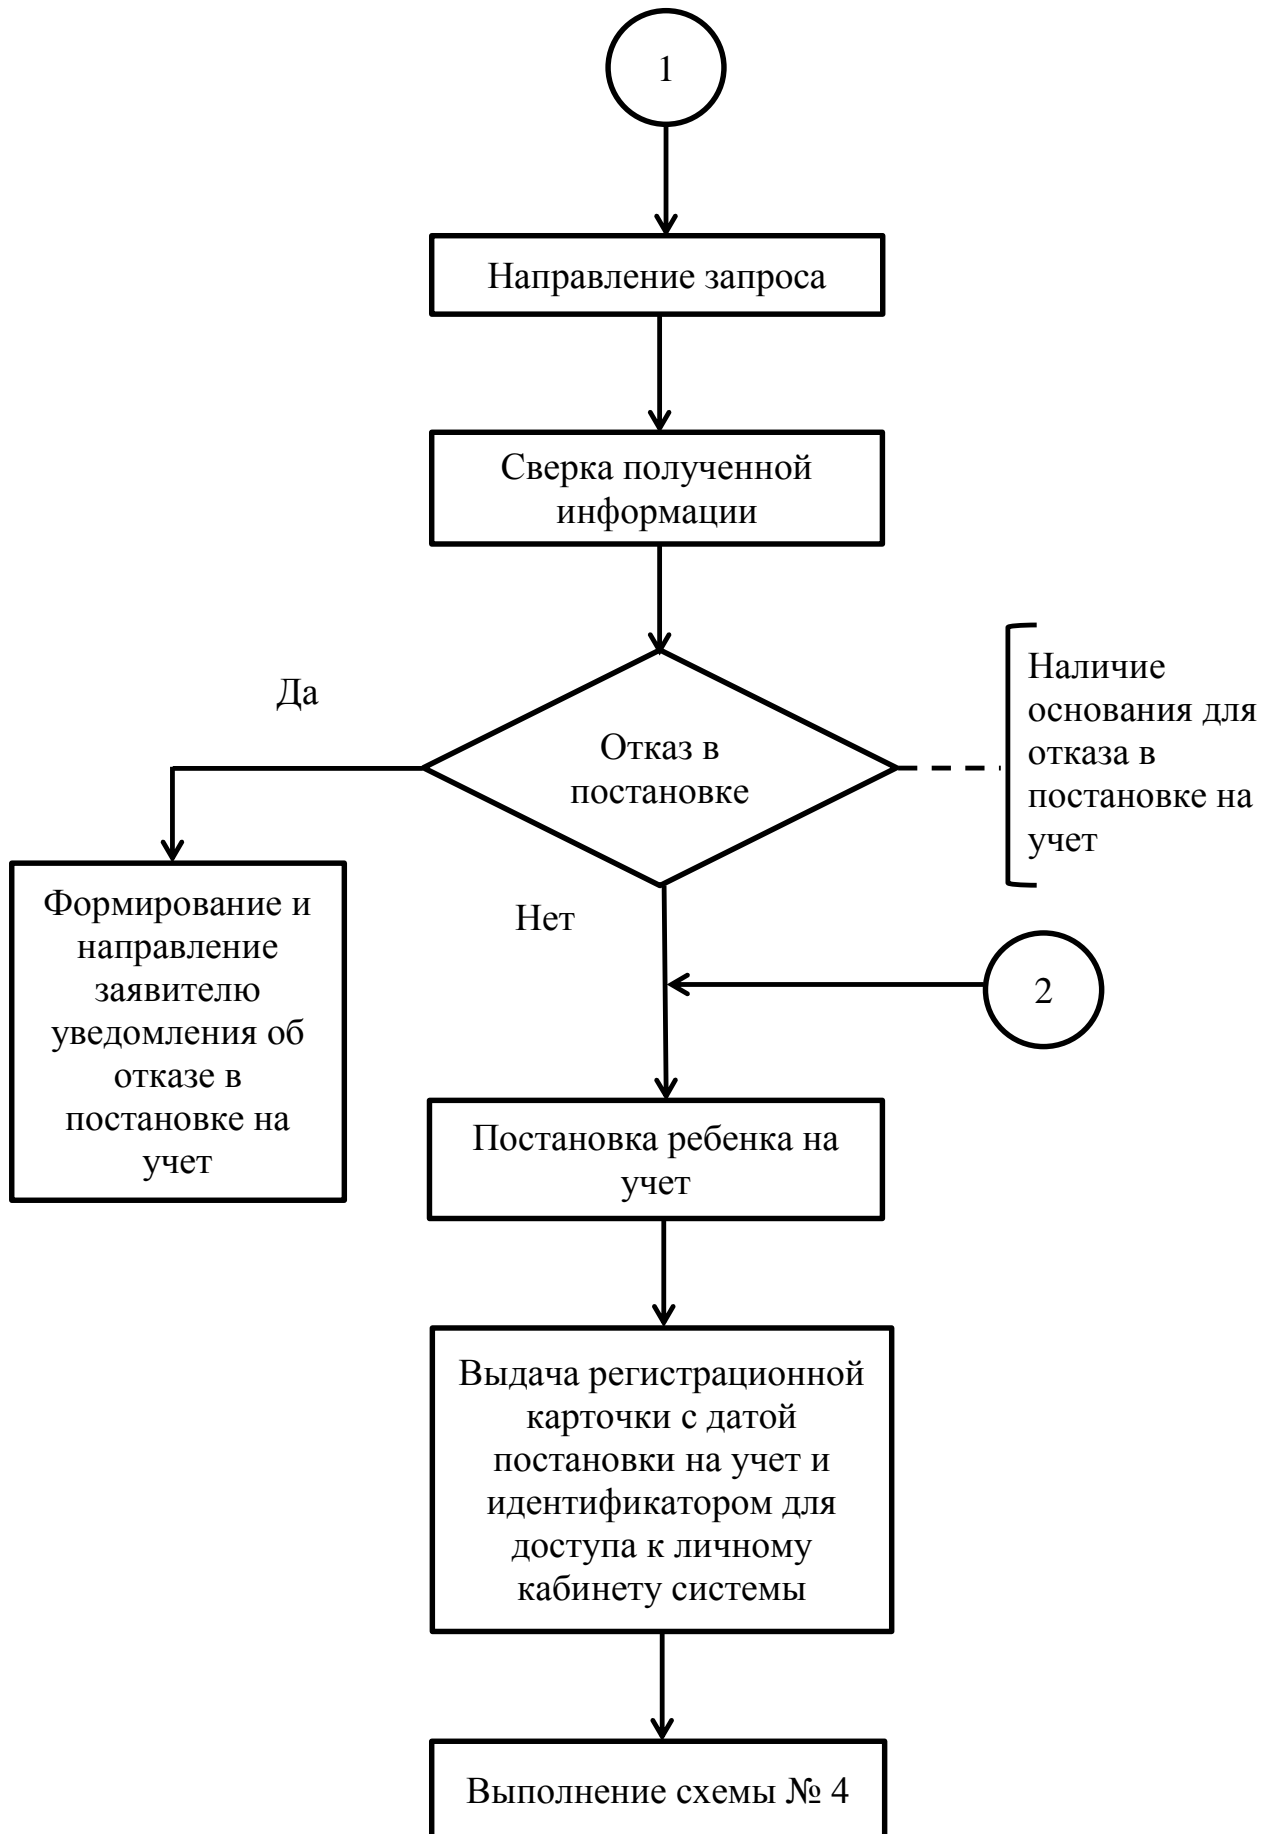 1
Направление запроса
Сверка полученной
информации
Да
Отказ в
постановке
Наличие
основания для
отказа в
постановке на
учет
Формирование и
направление
заявителю
уведомления об
отказе в
постановке на
учет
Нет
2
Постановка ребенка на
учет
Выдача регистрационной
карточки с датой
постановки на учет и
идентификатором для
доступа к личному
кабинету системы
Выполнение схемы № 4